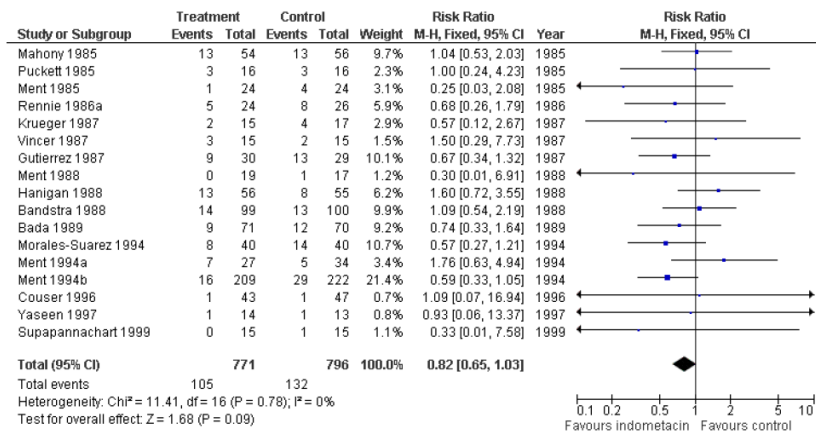 Treatment Control Risk Ratio Risk Ratio
Study or Subgroup Events Total Events Total Weight M-H, Fixed, 95% CI Year M-H, Fixed, 95% CI
Mahony 1985 13 54 13 56 9.7% 1.04 [0.53, 2.03] 1985
Puckett 1985 3 16 3 16 2.3% 1.00 [0.24, 4.23] 1985
Ment 1985 1 24 4 24 3.1% 0.25 [0.03, 2.08] 1985
Rennie 1986a 5 24 8 26 6.0% 0.68 [0.26, 1.79] 1986
Krueger 1987 2 15 4 17 2.9% 0.57 [0.12, 2.67] 1987
Vincer 1987 3 15 2 15 1.5% 1.50 [0.29, 7.73] 1987
Gutierrez 1987 9 30 13 29 10.1% 0.67 [0.34, 1.32] 1987
Ment 1988 0 19 1 17 1.2% 0.30 [0.01, 6.91] 1988
Hanigan 1988 13 56 8 55 6.1% 1.60 [0.72, 3.55] 1988
Bandstra 1988 14 99 13 100 9.9% 1.09 [0.54, 2.19] 1988
Bada 1989 9 71 12 70 9.2% 0.74 [0.33, 1.64] 1989
Morales-Suarez 1994 8 40 14 40 10.7% 0.57 [0.27, 1.21] 1994
Ment 1994a 7 27 5 34 3.4% 1.76 [0.63, 4.94] 1994
Ment 1994b 16 209 29 222 21.4% 0.59 [0.33, 1.05] 1994
Couser 1996 1 43 1 47 0.7% 1.09 [0.07, 16.94] 1996
Yaseen 1997 1 14 1 13 0.8% 0.93 [0.06, 13.37] 1997
Supapannachart 1999 0 15 1 15 1.1% 0.33 [0.01, 7.58] 1999
Total (95% CI) 771 796 100.0% 0.82 [0.65, 1.03]
Total events 105 132
Heterogeneity: Chi² = 11.41, df = 16 (P = 0.78); I² = 0%
Test for overall effect: Z = 1.68 (P = 0.09)
0.1 0.2 0.5 1 2 5 10
Favours indometacin Favours control